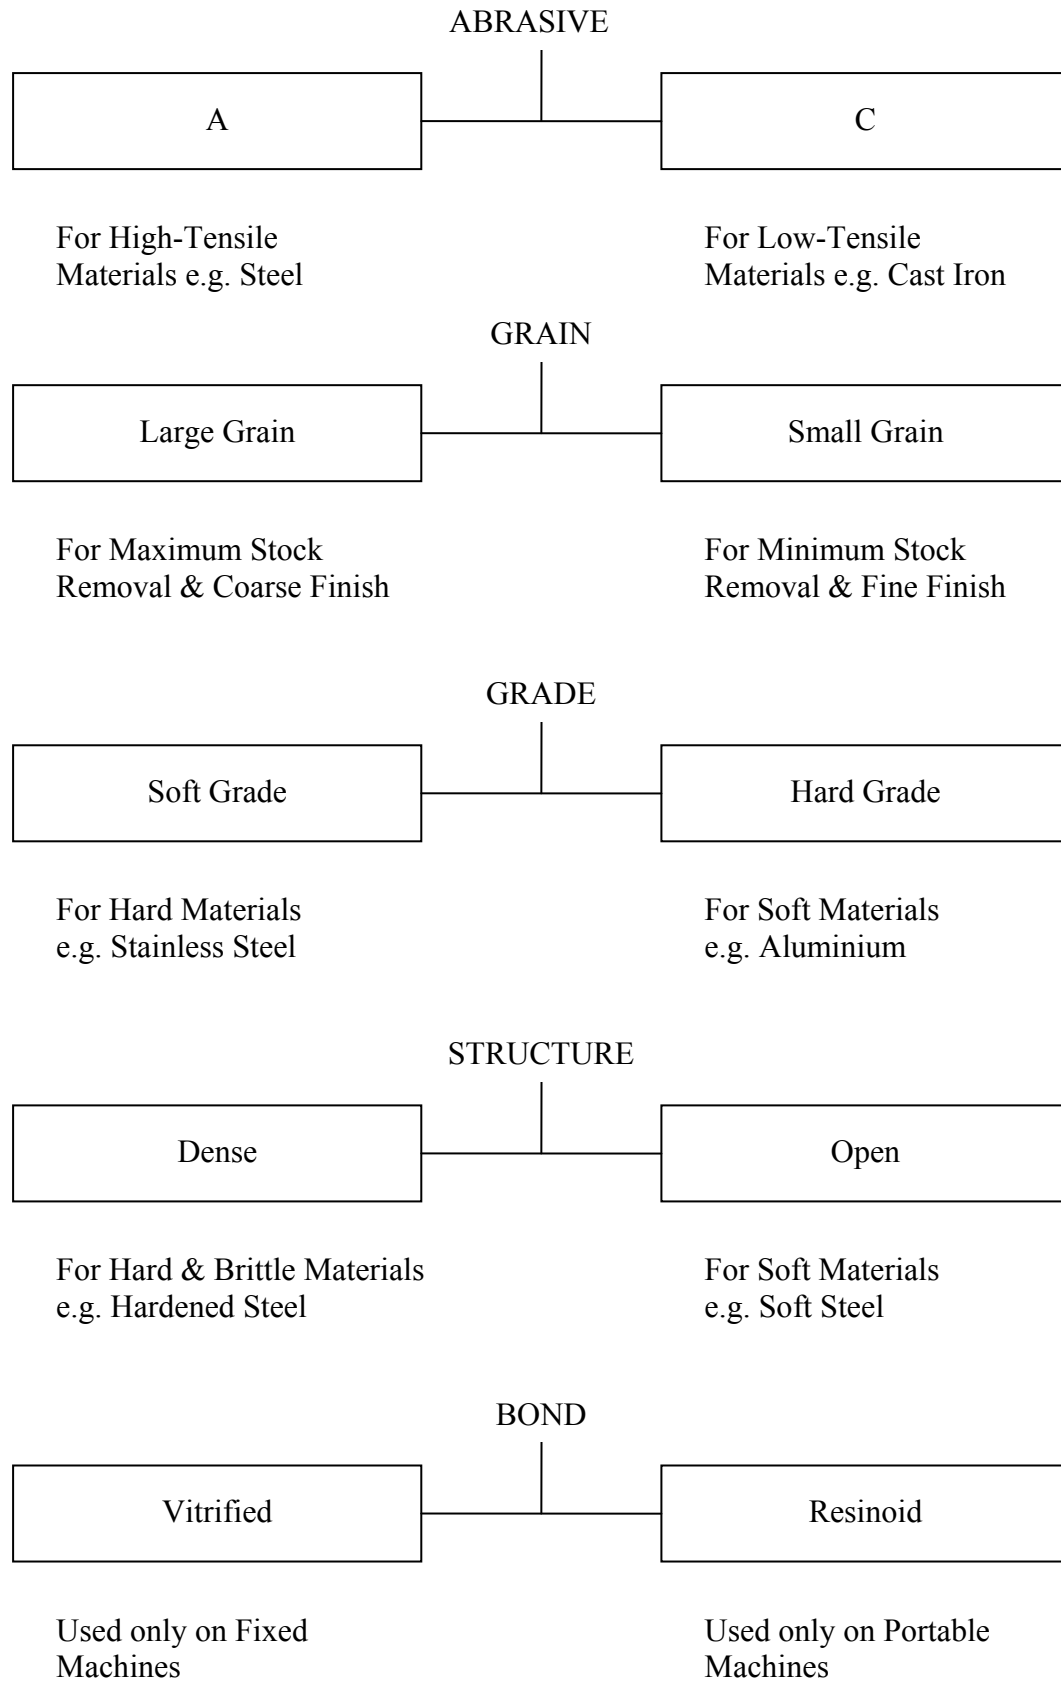 ABRASIVE
A
C
For High-Tensile
Materials e.g. Steel
For Low-Tensile
Materials e.g. Cast Iron
GRAIN
Large Grain
Small Grain
For Maximum Stock
Removal & Coarse Finish
For Minimum Stock
Removal & Fine Finish
GRADE
Soft Grade
Hard Grade
For Hard Materials
e.g. Stainless Steel
For Soft Materials
e.g. Aluminium
STRUCTURE
Dense
Open
For Hard & Brittle Materials
e.g. Hardened Steel
For Soft Materials
e.g. Soft Steel
BOND
Vitrified
Resinoid
Used only on Fixed
Machines
Used only on Portable
Machines